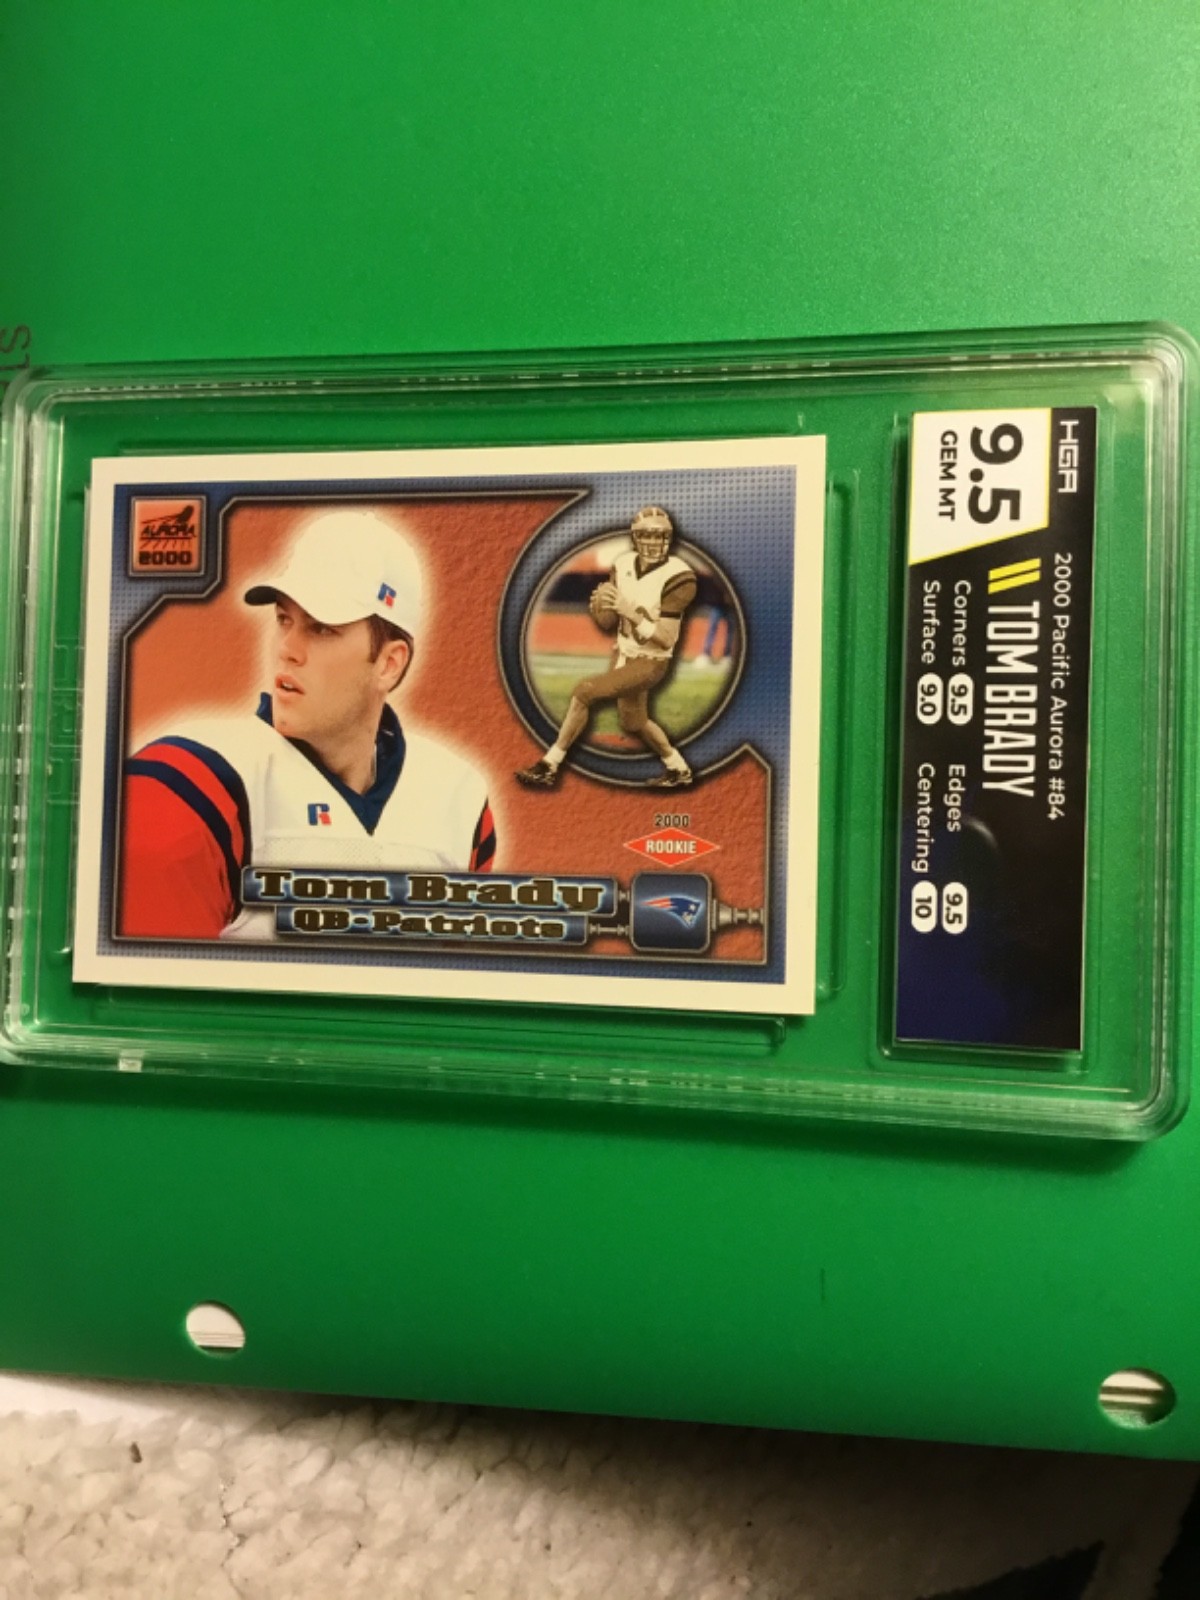 HGA
2000 Pacific Aurora #84
TOM BRADY
9.5
GEM MT
Corners 9.5 Edges 9.5
Surface 9.0 Centering 10
AURORA
2000
2000
ROOKIE
Tom Brady
QB-Patriots
R
R